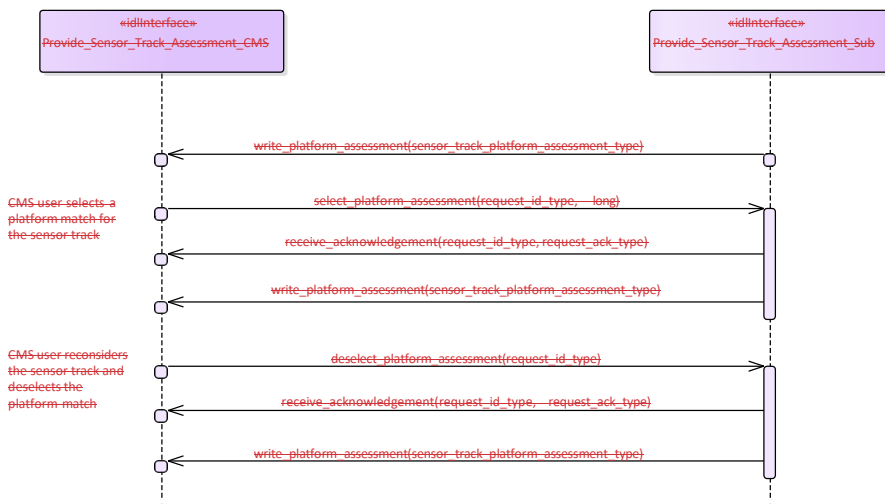 «idlInterface»
Provide_Sensor_Track_Assessment_CMS
«idlInterface»
Provide_Sensor_Track_Assessment_Sub
write_platform_assessment(sensor_track_platform_assessment_type)
CMS user selects a
platform match for
the sensor track
select_platform_assessment(request_id_type, long)
receive_acknowledgement(request_id_type, request_ack_type)
write_platform_assessment(sensor_track_platform_assessment_type)
CMS user reconsiders
the sensor track and
deselects the
platform match
deselect_platform_assessment(request_id_type)
receive_acknowledgement(request_id_type, request_ack_type)
write_platform_assessment(sensor_track_platform_assessment_type)